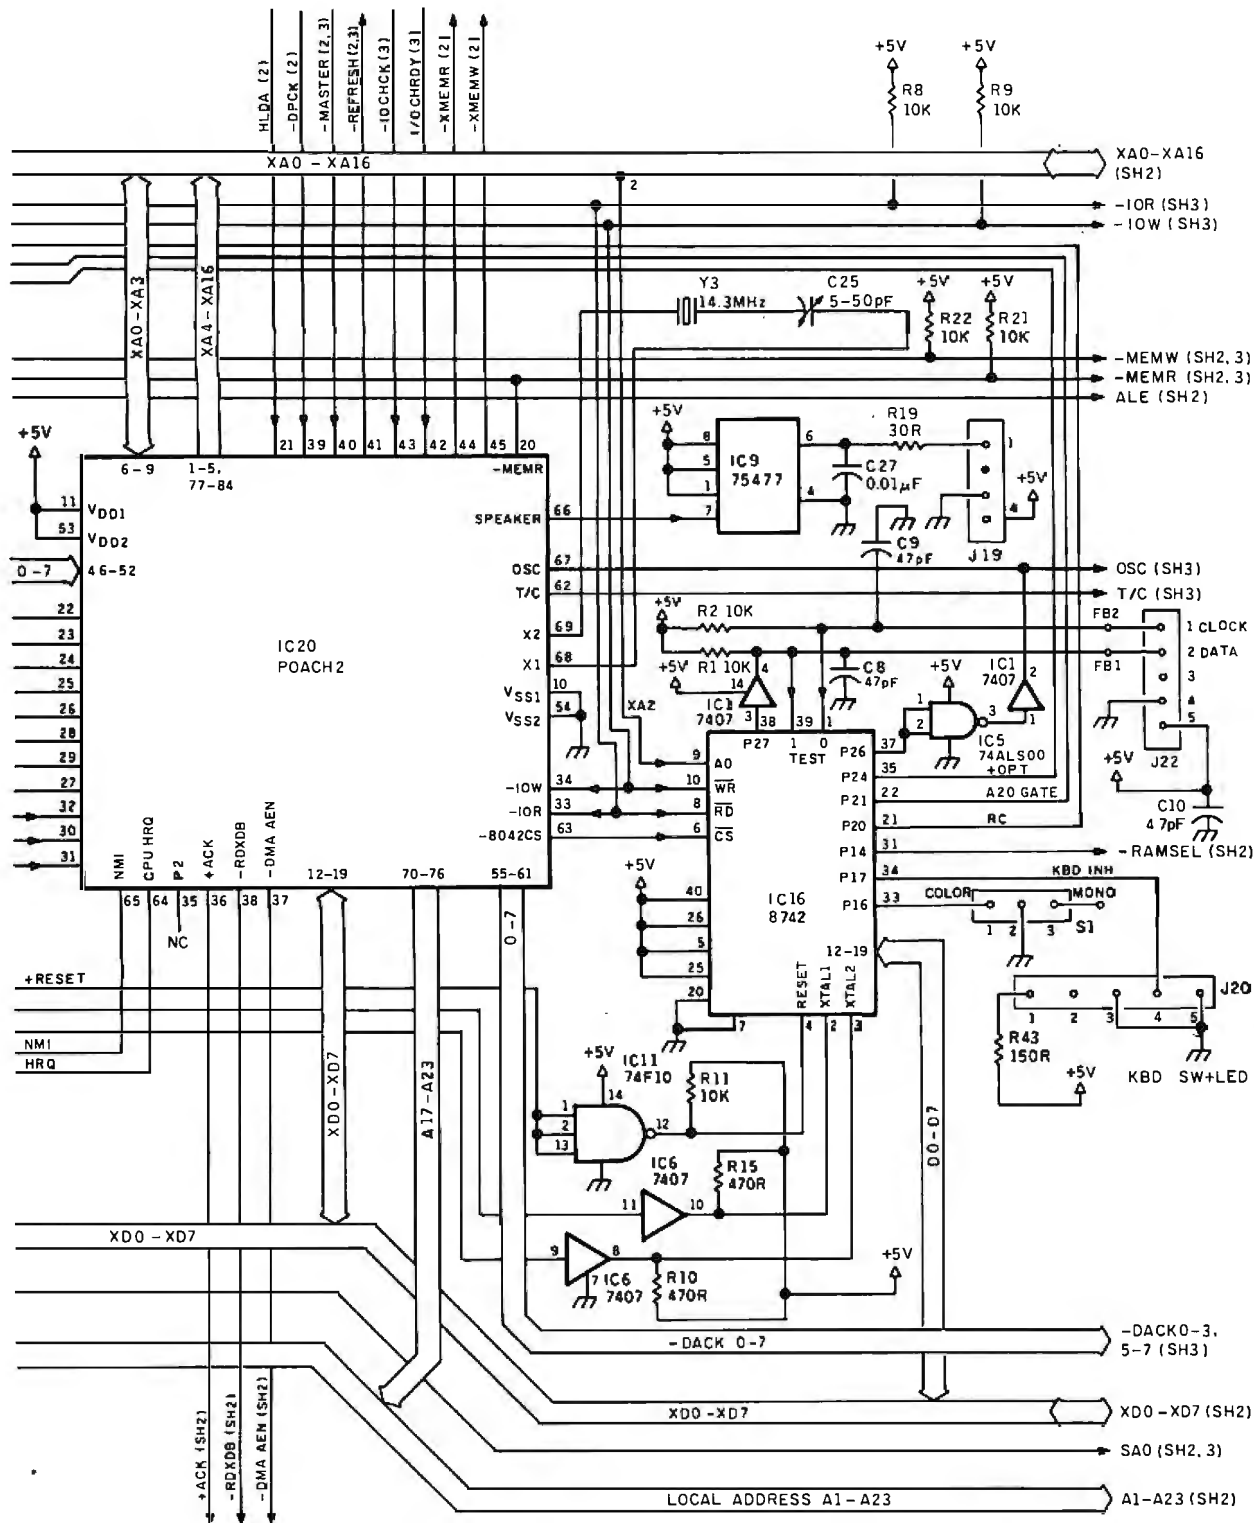 HLDA (2)
-DPCK (2)
-MASTER (2,3)
-REFRESH (2,3)
-IOCHCK (3)
I/OCHRDY (3)
-XMEMR (2)
-XMEMW (2)
+5V
+5V
R8
10K
R9
10K
XA0 - XA16
2
XA0-XA16
(SH2)
-IOR (SH3)
-IOW (SH3)
XA0-XA3
XA4-XA16
Y3
14.3MHz
C25
5-50pF
+5V
+5V
R22
10K
R21
10K
-MEMW (SH2,3)
-MEMR (SH2,3)
ALE (SH2)
+5V
21 39 40 41 43 42 44 45 20
6-9
1-5,
77-84
-MEMR
+5V
8
5
1
7
IC9
75477
6
4
R19
30R
C27
0.01µF
1
+5V
4
J19
11 VDD1
53 VDD2
0-7
46-52
SPEAKER 66
OSC 67
T/C 62
X2 69
X1 68
VSS1 10
VSS2 54
C9
47pF
OSC (SH3)
T/C (SH3)
IC20
POACH2
22
23
24
25
26
28
29
27
32
30
31
+5V
R2 10K
R1 10K
+5V
4
14
IC1
7407
3
C8
47pF
FB2
FB1
1 CLOCK
2 DATA
3
4
5
J22
+5V
C10
47pF
+5V
1
2
3
IC5
74ALS00
IC1
7407
2
1
XA2
38
39
1
P27
1
0
TEST
9 A0
10 WR
8 RD
6 CS
P26 37
P24 35
+OPT
P21 22
A20 GATE
P20 21
RC
P14 31
-RAMSEL (SH2)
P17 34
KBD INH
P16 33
COLOR
MONO
1 2 3
S1
-IOW 34
-IOR 33
-8042CS 63
NMI
CPU HRQ
P2
+ACK
-RDXDB
-DMA AEN
12-19
70-76
55-61
65 64 35 36 38 37
NC
0-7
+5V
40
26
5
25
20
7
IC16
8742
12-19
RESET
XTAL1
XTAL2
4 2 3
J20
1 2 3 4 5
R43
150R
+5V
KBD SW+LED
+RESET
NMI
HRQ
XD0-XD7
A17-A23
+5V
IC11
74F10
14
1
2
13
12
R11
10K
IC6
7407
11
10
R15
470R
9
8
7
IC6
7407
R10
470R
+5V
D0-D7
XD0-XD7
-DACK 0-7
-DACK0-3,
5-7 (SH3)
XD0-XD7
XD0-XD7 (SH2)
SA0 (SH2,3)
+ACK (SH2)
-RDXDB (SH2)
-DMA AEN (SH2)
LOCAL ADDRESS A1-A23
A1-A23 (SH2)